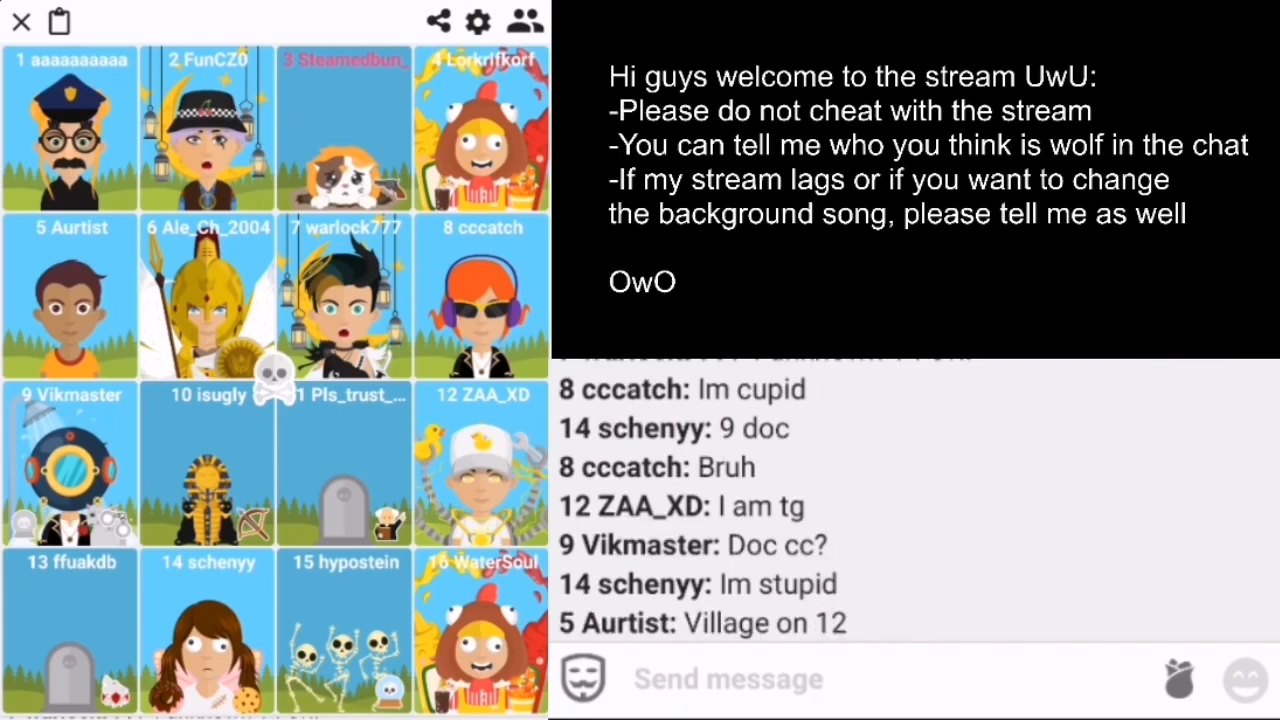 1 aaaaaaaaaa
2 FunCZ0
3 Steamedbun_
4 Lorkrifkorf
5 Aurtist
6 Ale_Ch_2004
7 warlock777
8 cccatch
9 Vikmaster
10 isugly
1 Pls_trust_...
12 ZAA_XD
13 ffuakdb
14 schenyy
15 hypostein
16 WaterSoul
Hi guys welcome to the stream UwU:
-Please do not cheat with the stream
-You can tell me who you think is wolf in the chat
-If my stream lags or if you want to change
the background song, please tell me as well
OwO
8 cccatch: Im cupid
14 schenyy: 9 doc
8 cccatch: Bruh
12 ZAA_XD: I am tg
9 Vikmaster: Doc cc?
14 schenyy: Im stupid
5 Aurtist: Village on 12
Send message